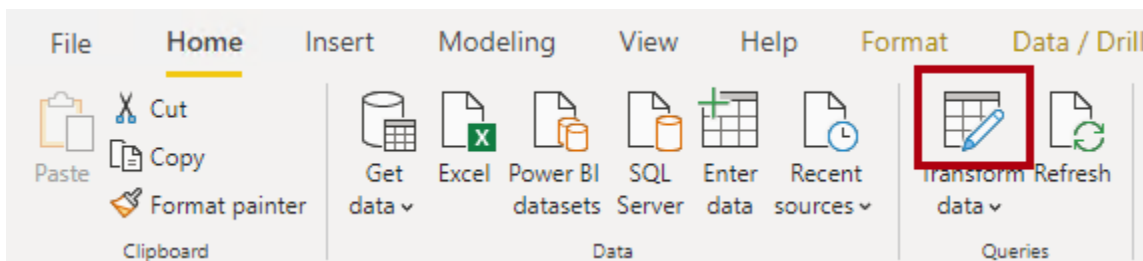 File Home Insert Modeling View Help Format Data / Drill
Cut
Copy
Format painter
Paste
Clipboard
Get data
Excel
Power BI datasets
SQL Server
Enter data
Recent sources
Data
Transform data
Refresh
Queries